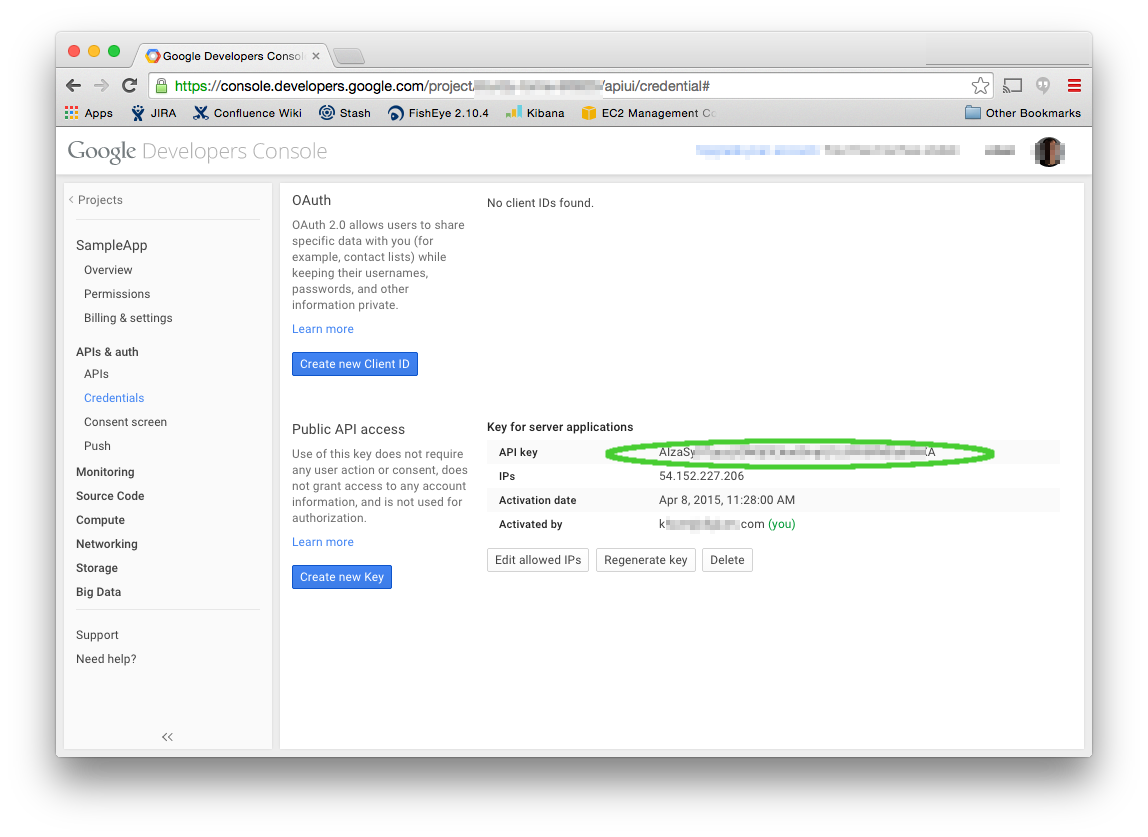 Google Developers Conso
https://console.developers.google.com/project/ /apiui/credential#
Apps JIRA Confluence Wiki Stash FishEye 2.10.4 Kibana EC2 Management Co Other Bookmarks
Google Developers Console
Projects
SampleApp
Overview
Permissions
Billing & settings
APIs & auth
APIs
Credentials
Consent screen
Push
Monitoring
Source Code
Compute
Networking
Storage
Big Data
Support
Need help?
OAuth
OAuth 2.0 allows users to share
specific data with you (for
example, contact lists) while
keeping their usernames,
passwords, and other
information private.
Learn more
Create new Client ID
No client IDs found.
Public API access
Use of this key does not require
any user action or consent, does
not grant access to any account
information, and is not used for
authorization.
Learn more
Create new Key
Key for server applications
API key AIzaSy
IPs 54.152.227.206
Activation date Apr 8, 2015, 11:28:00 AM
Activated by k .com (you)
Edit allowed IPs Regenerate key Delete